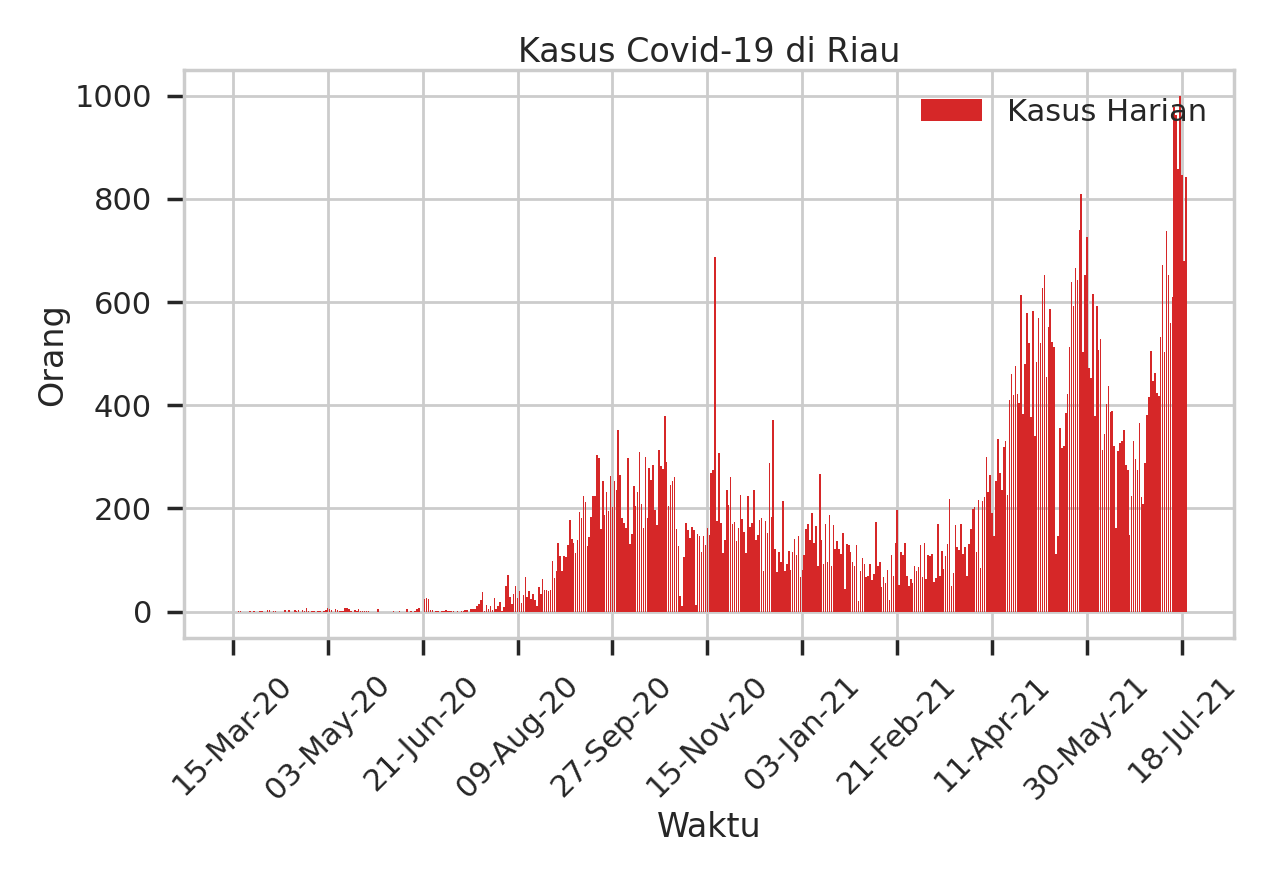 Kasus Covid-19 di Riau
Kasus Harian
1000
800
600
400
200
0
Orang
15-Mar-20
03-May-20
21-Jun-20
09-Aug-20
27-Sep-20
15-Nov-20
03-Jan-21
21-Feb-21
11-Apr-21
30-May-21
18-Jul-21
Waktu